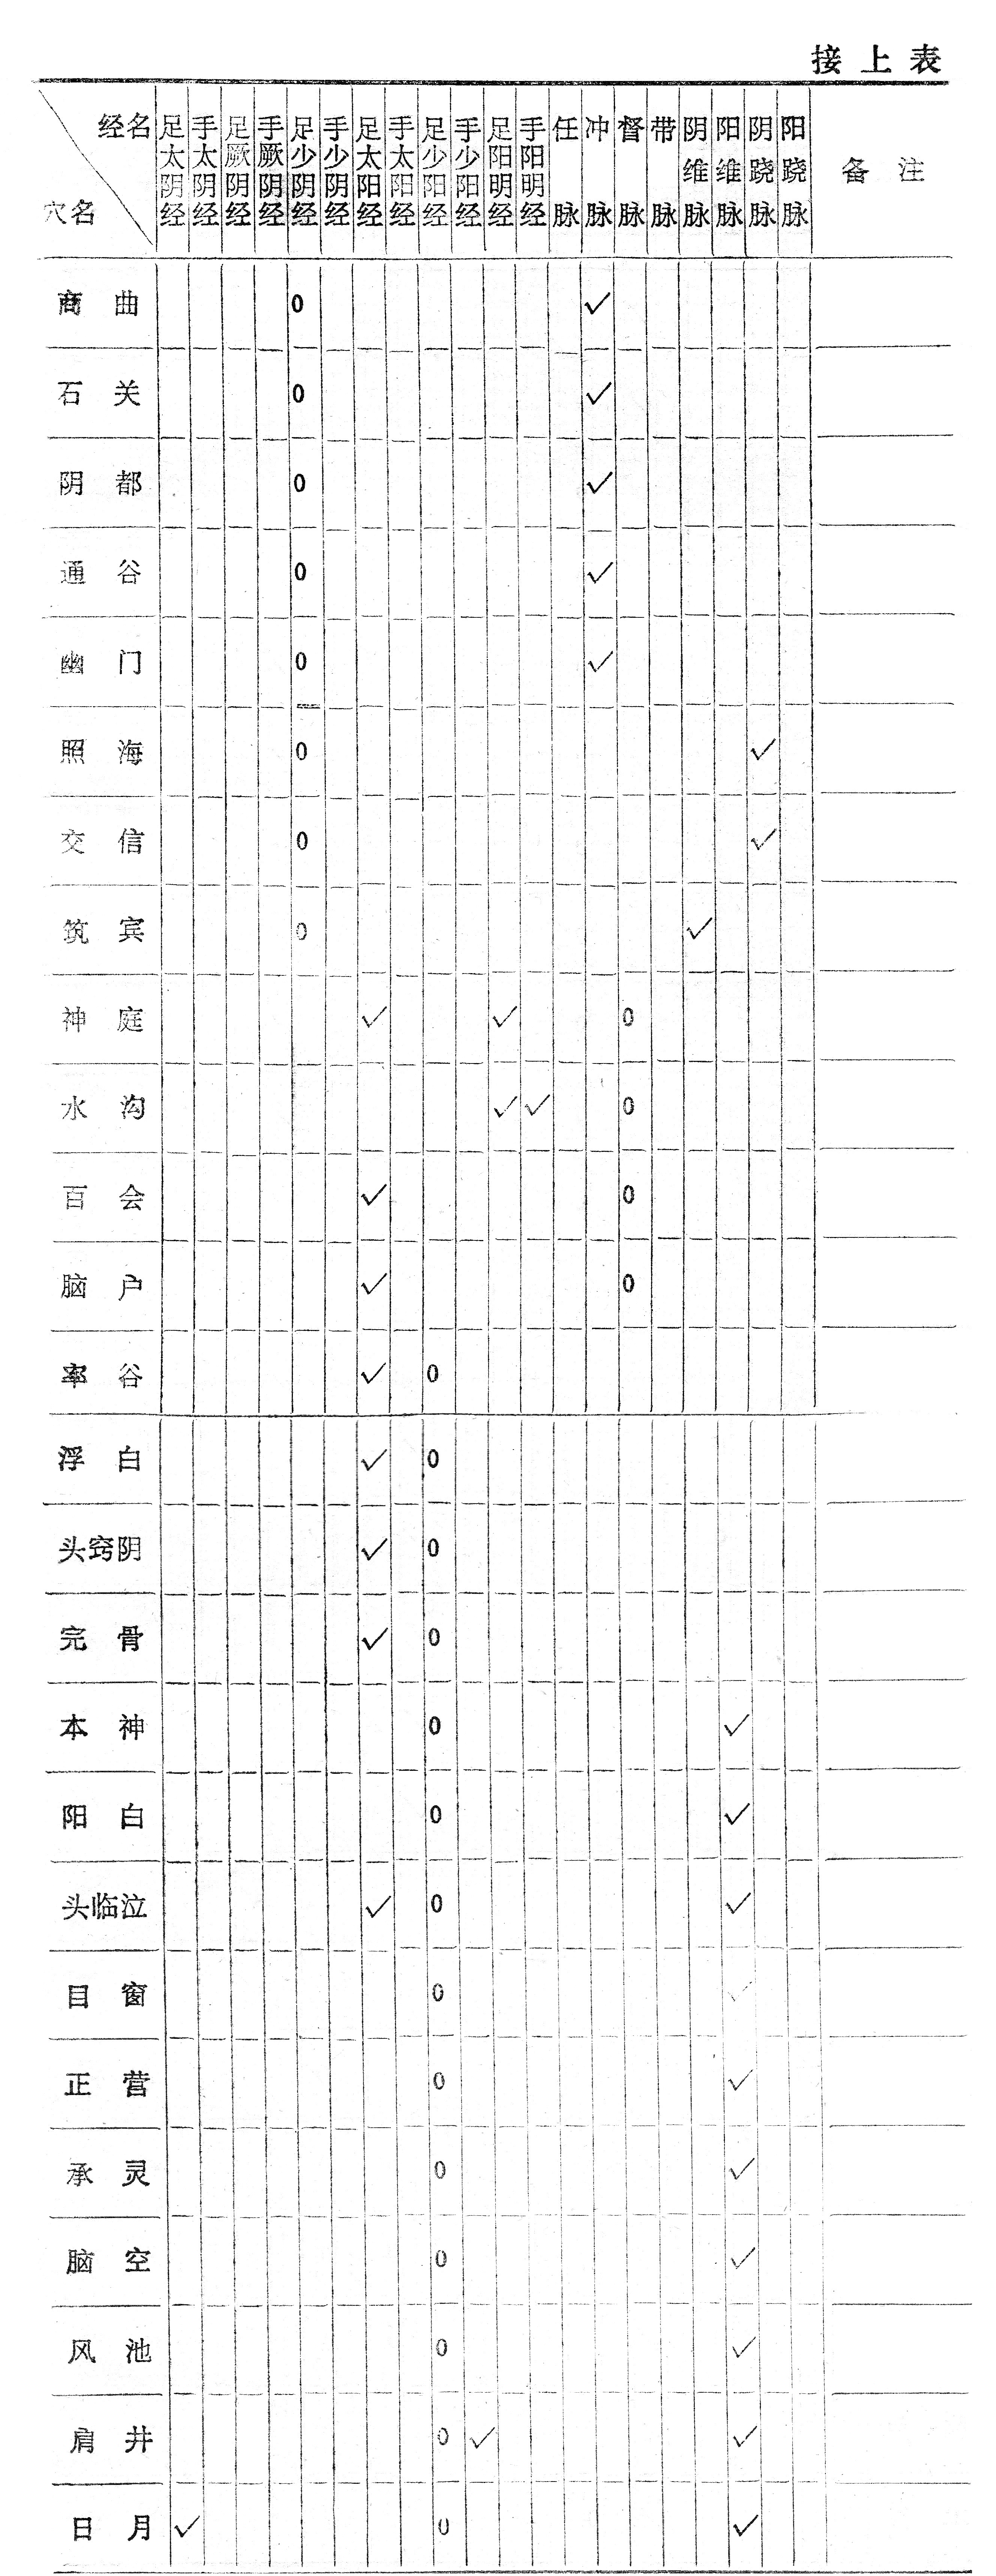 接上表
经名 足太阴经 手太阴经 足厥阴经 手厥阴经 足少阴经 手少阴经 足太阳经 手太阳经 足少阳经 手少阳经 足阳明经 手阳明经 任脉 冲脉 督脉 带脉 阴维脉 阳维脉 阴跷脉 阳跷脉 备注
穴名
商曲 0 ✓
石关 0 ✓
阴都 0 ✓
通谷 0 ✓
幽门 0 ✓
照海 0 ✓
交信 0 ✓
筑宾 0 ✓
神庭 ✓ ✓ 0
水沟 ✓ ✓ 0
百会 ✓ 0
脑户 ✓ 0
率谷 ✓ 0
浮白 ✓ 0
头窍阴 ✓ 0
完骨 ✓ 0
本神 0 ✓
阳白 0 ✓
头临泣 ✓ 0 ✓
目窗 0 ✓
正营 0 ✓
承灵 0 ✓
脑空 0 ✓
风池 0 ✓
肩井 0 ✓ ✓
日月 ✓ 0 ✓